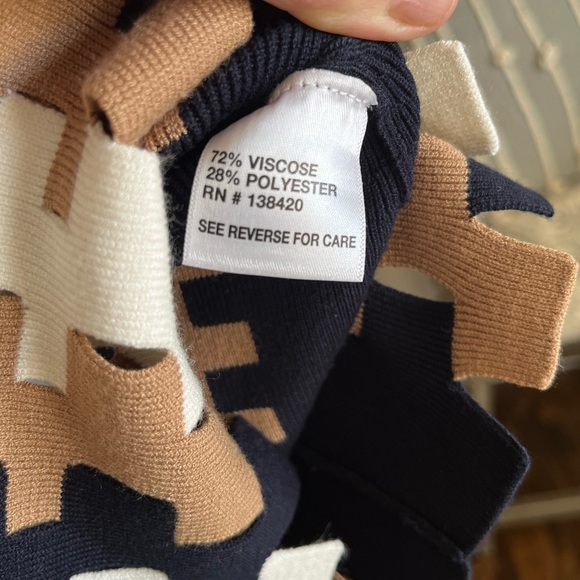 72% VISCOSE
28% POLYESTER
RN # 138420
SEE REVERSE FOR CARE